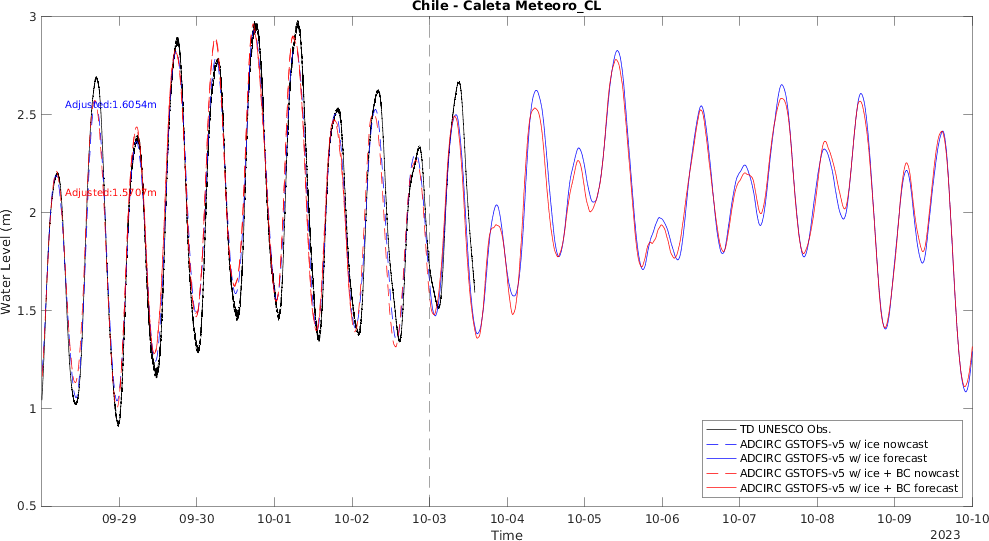 Chile - Caleta Meteoro_CL
3
2.5
2
1.5
1
0.5
Water Level (m)
Adjusted:1.6054m
Adjusted:1.5707m
TD UNESCO Obs.
ADCIRC GSTOFS-v5 w/ ice nowcast
ADCIRC GSTOFS-v5 w/ ice forecast
ADCIRC GSTOFS-v5 w/ ice + BC nowcast
ADCIRC GSTOFS-v5 w/ ice + BC forecast
09-29 09-30 10-01 10-02 10-03 10-04 10-05 10-06 10-07 10-08 10-09 10-10
Time
2023